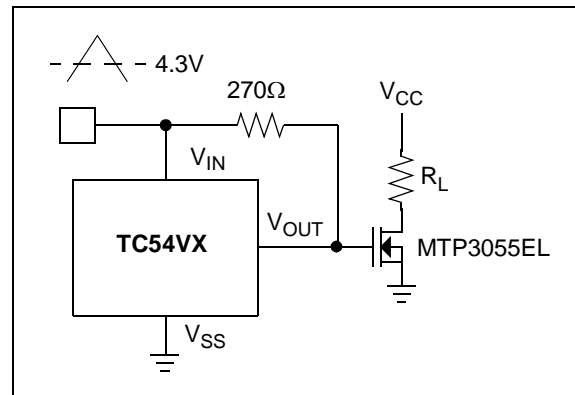 4.3V
270Ω
VCC
VIN
RL
TC54VX
VOUT
MTP3055EL
VSS